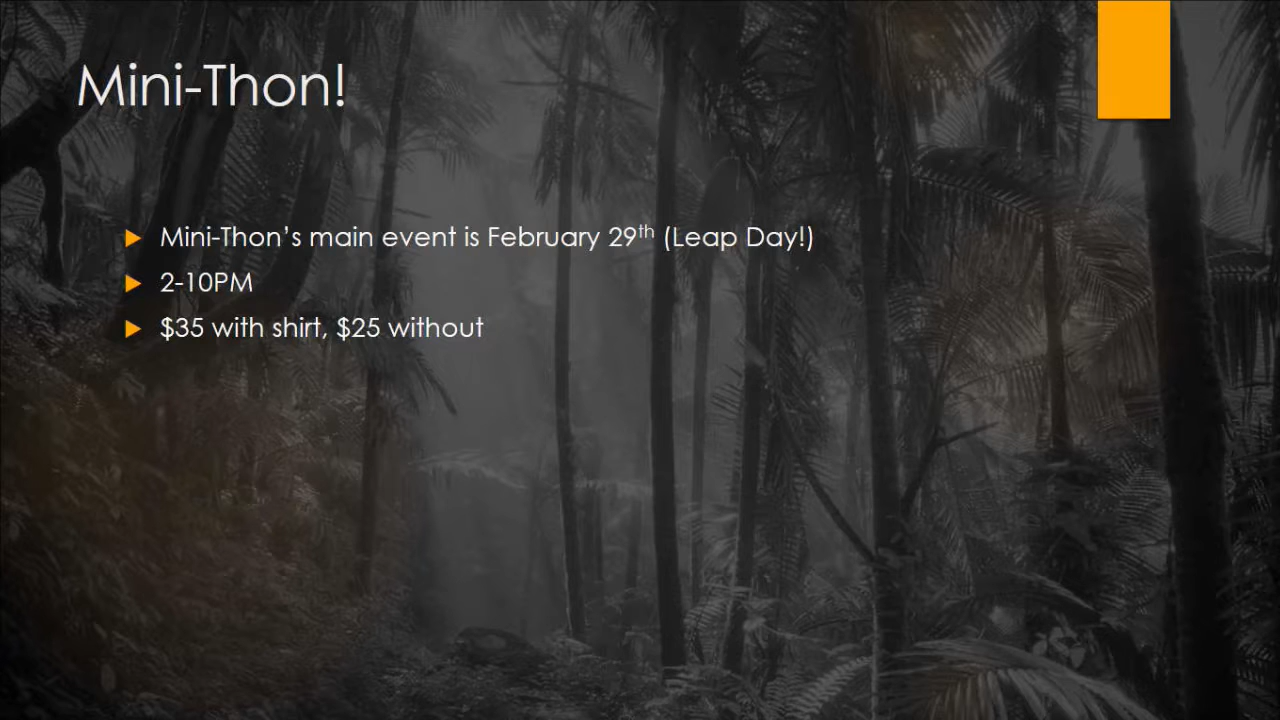 Mini-Thon!
Mini-Thon’s main event is February 29th (Leap Day!)
2-10PM
$35 with shirt, $25 without